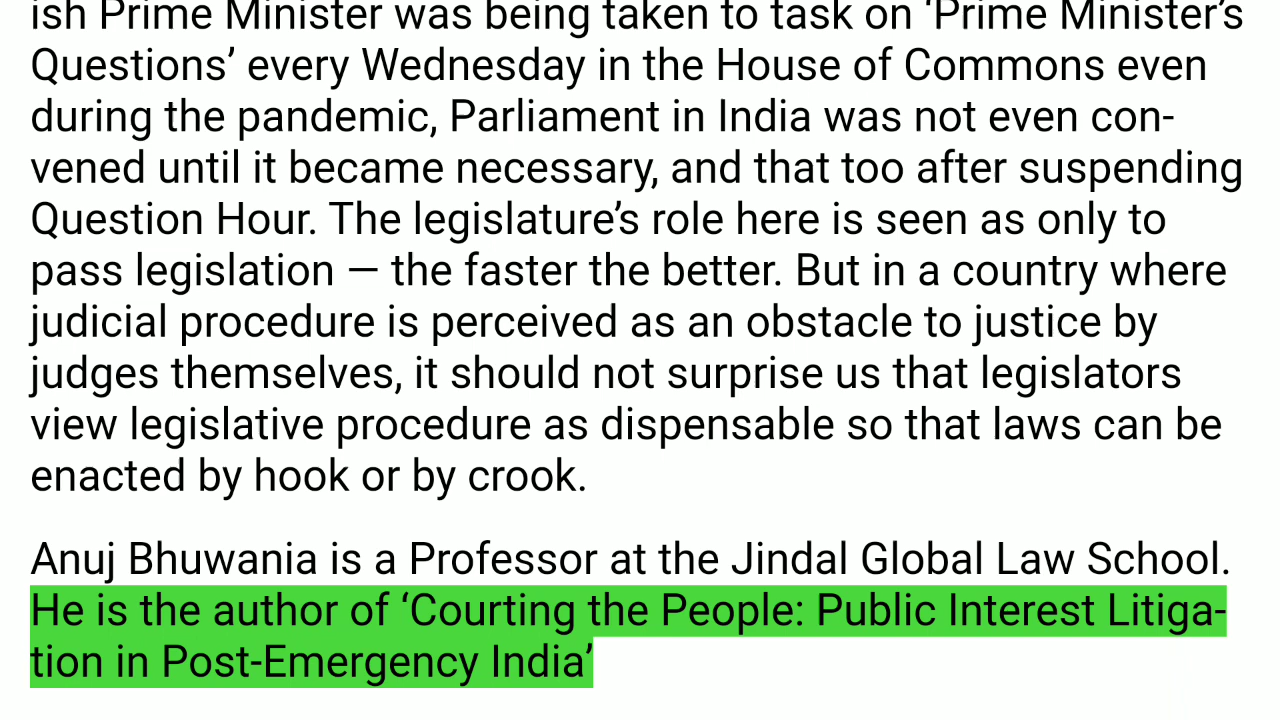 ish Prime Minister was being taken to task on ‘Prime Minister’s
Questions’ every Wednesday in the House of Commons even
during the pandemic, Parliament in India was not even con-
vened until it became necessary, and that too after suspending
Question Hour. The legislature’s role here is seen as only to
pass legislation — the faster the better. But in a country where
judicial procedure is perceived as an obstacle to justice by
judges themselves, it should not surprise us that legislators
view legislative procedure as dispensable so that laws can be
enacted by hook or by crook.
Anuj Bhuwania is a Professor at the Jindal Global Law School.
He is the author of ‘Courting the People: Public Interest Litiga-
tion in Post-Emergency India’